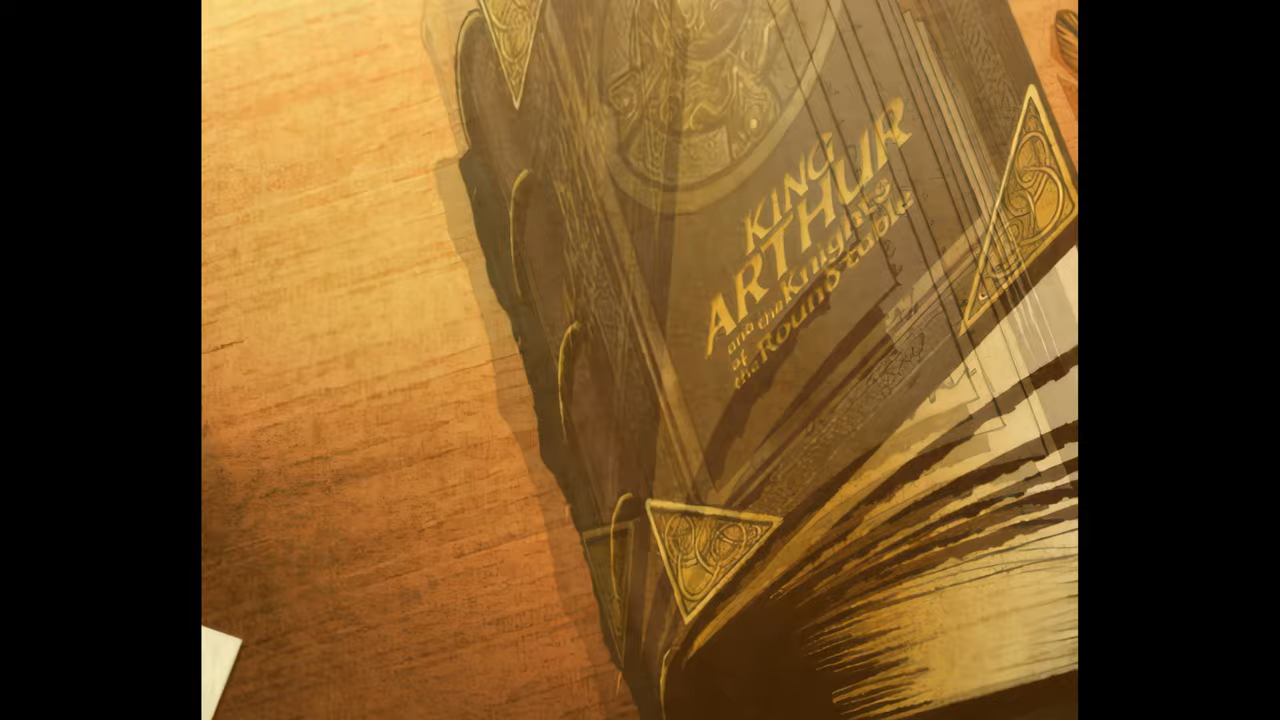 KING
ARTHUR
and the Knights
of
the Round table